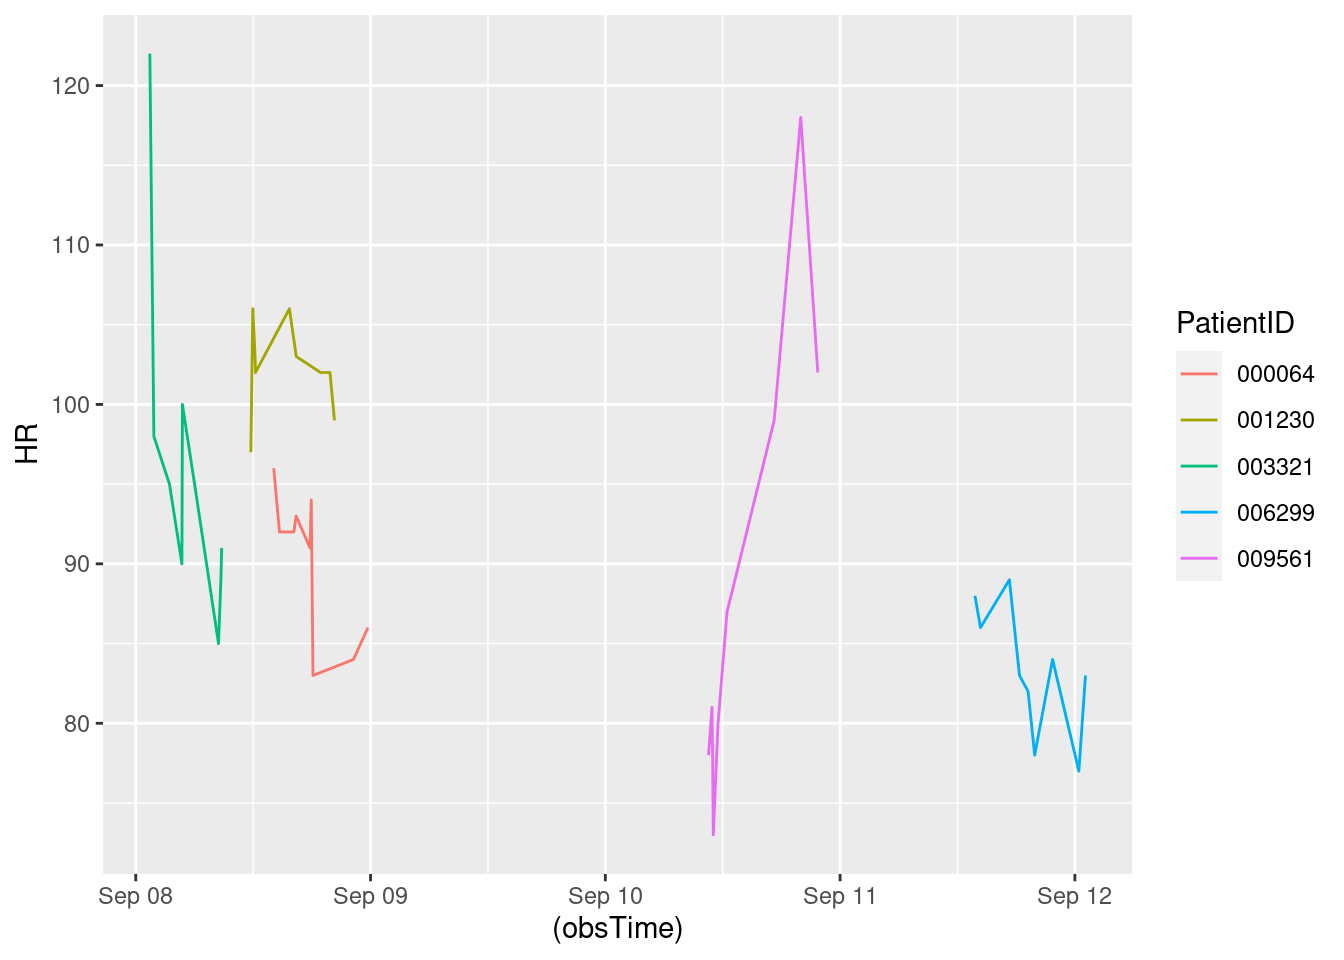 120
110
100
90
80
HR
Sep 08
Sep 09
Sep 10
Sep 11
Sep 12
(obsTime)
PatientID
000064
001230
003321
006299
009561